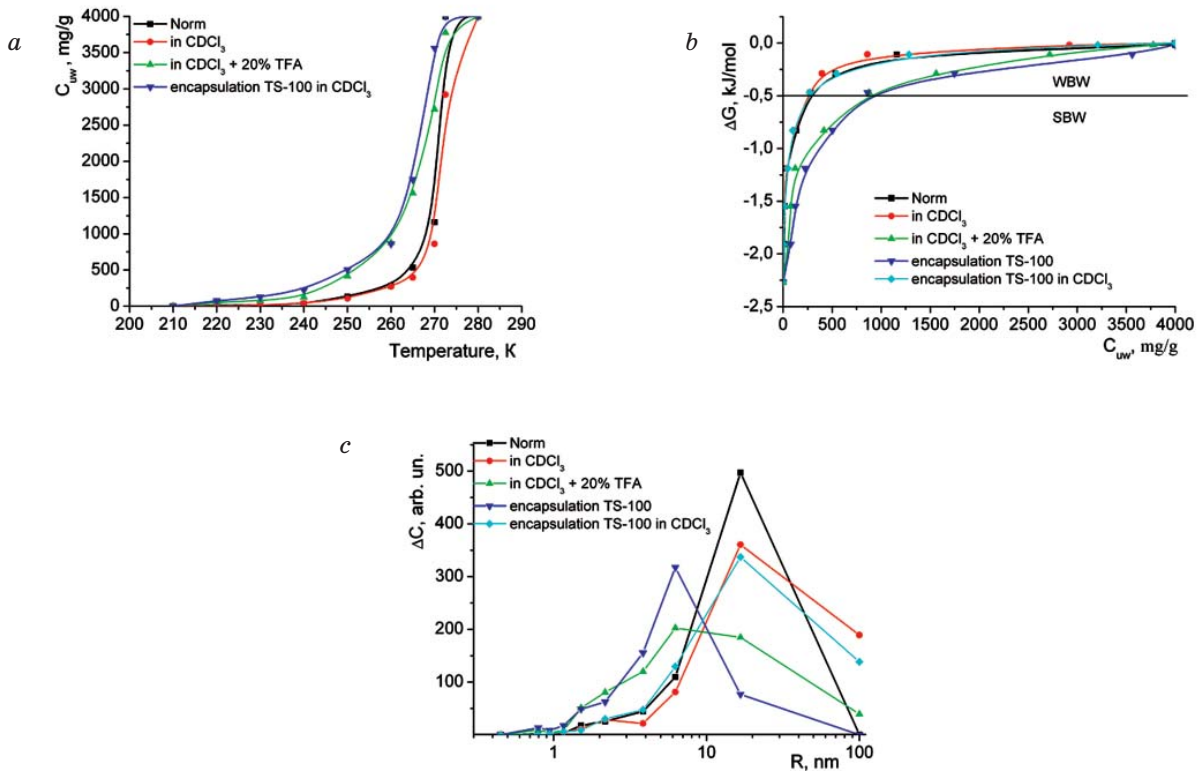 a
4000
3500
3000
2500
2000
1500
1000
500
0
C_uw, mg/g
Norm
in CDCl₃
in CDCl₃ + 20% TFA
encapsulation TS-100 in CDCl₃
200 210 220 230 240 250 260 270 280 290
Temperature, K
b
0,0
-0,5
-1,0
-1,5
-2,0
-2,5
ΔG, kJ/mol
WBW
SBW
Norm
in CDCl₃
in CDCl₃ + 20% TFA
encapsulation TS-100
encapsulation TS-100 in CDCl₃
0 500 1000 1500 2000 2500 3000 3500 4000
C_uw, mg/g
c
Norm
in CDCl₃
in CDCl₃ + 20% TFA
encapsulation TS-100
encapsulation TS-100 in CDCl₃
500
400
300
200
100
ΔC, arb. un.
1 10 100
R, nm